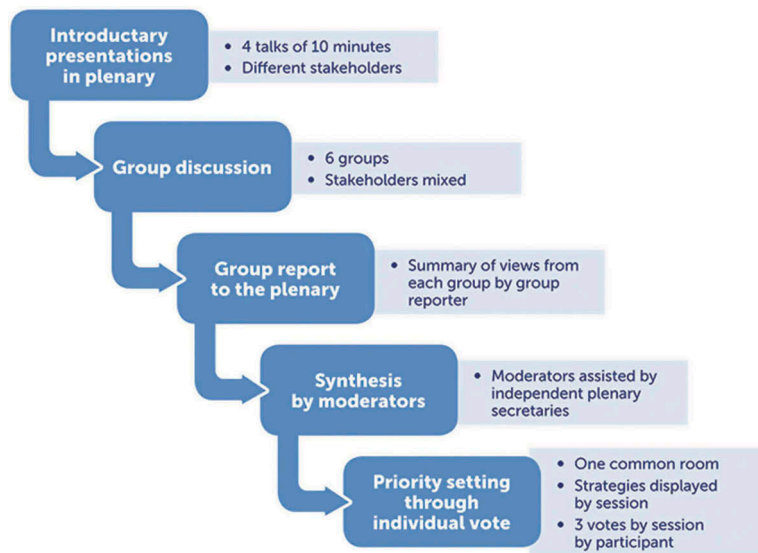 Introductary
presentations
in plenary
• 4 talks of 10 minutes
• Different stakeholders
Group discussion
• 6 groups
• Stakeholders mixed
Group report
to the plenary
• Summary of views from
each group by group
reporter
Synthesis
by moderators
• Moderators assisted by
independent plenary
secretaries
Priority setting
through
individual vote
• One common room
• Strategies displayed
by session
• 3 votes by session
by participant